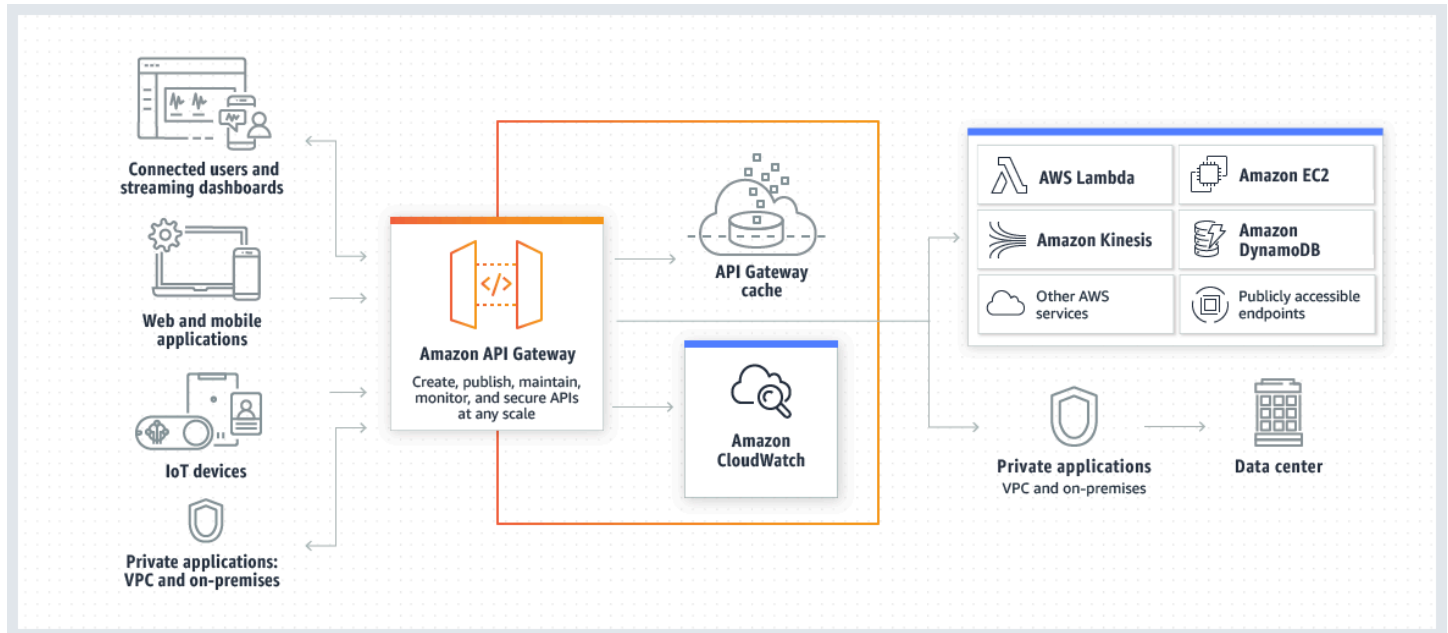 Connected users and
streaming dashboards
Web and mobile
applications
IoT devices
Private applications:
VPC and on-premises
</>
Amazon API Gateway
Create, publish, maintain,
monitor, and secure APIs
at any scale
API Gateway
cache
Amazon
CloudWatch
AWS Lambda
Amazon EC2
Amazon Kinesis
Amazon
DynamoDB
Other AWS
services
Publicly accessible
endpoints
Private applications
VPC and on-premises
Data center